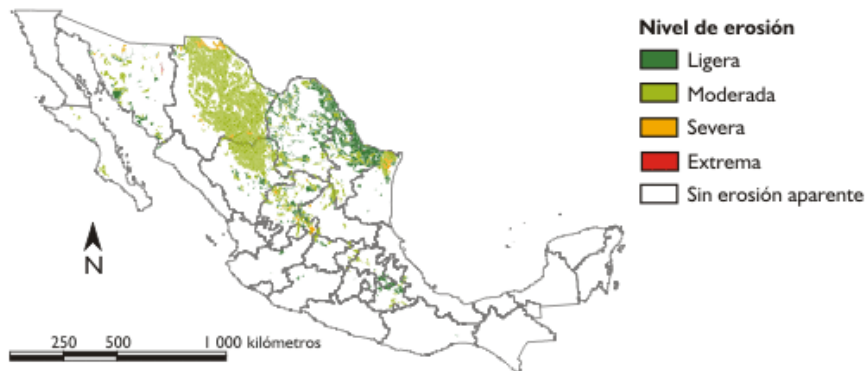 Nivel de erosión
Ligera
Moderada
Severa
Extrema
Sin erosión aparente
N
250 500 1 000 kilómetros